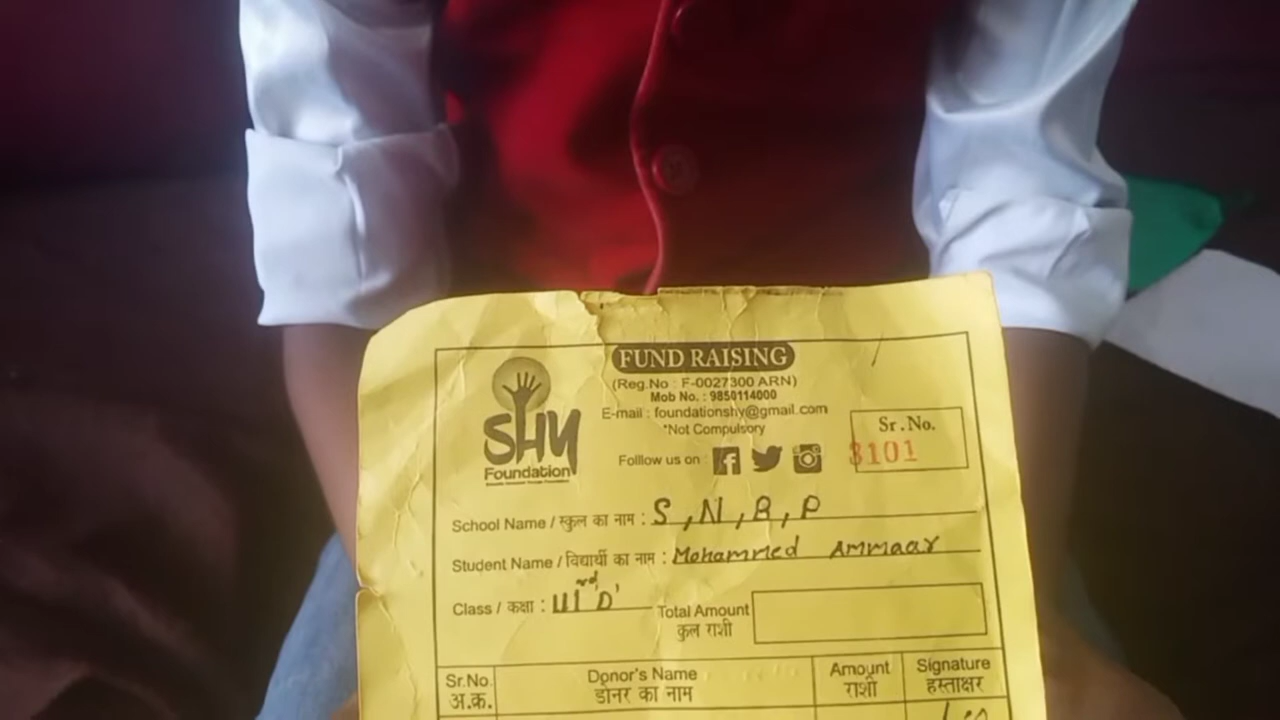 FUND RAISING
(Reg.No : F-0027300 ARN)
Mob No. : 9850114000
E-mail : foundationshy@gmail.com
*Not Compulsory
Folllow us on :
SHY
Foundation
Sr.No.
3101
School Name / स्कुल का नाम : S,N,B,P
Student Name / विद्यार्थी का नाम : Mohammed Ammaar
Class / कक्षा : IIIrd 'D'
Total Amount
कुल राशी
Sr.No.
अ.क्र.
Donor's Name
डोनर का नाम
Amount
राशी
Signature
हस्ताक्षर